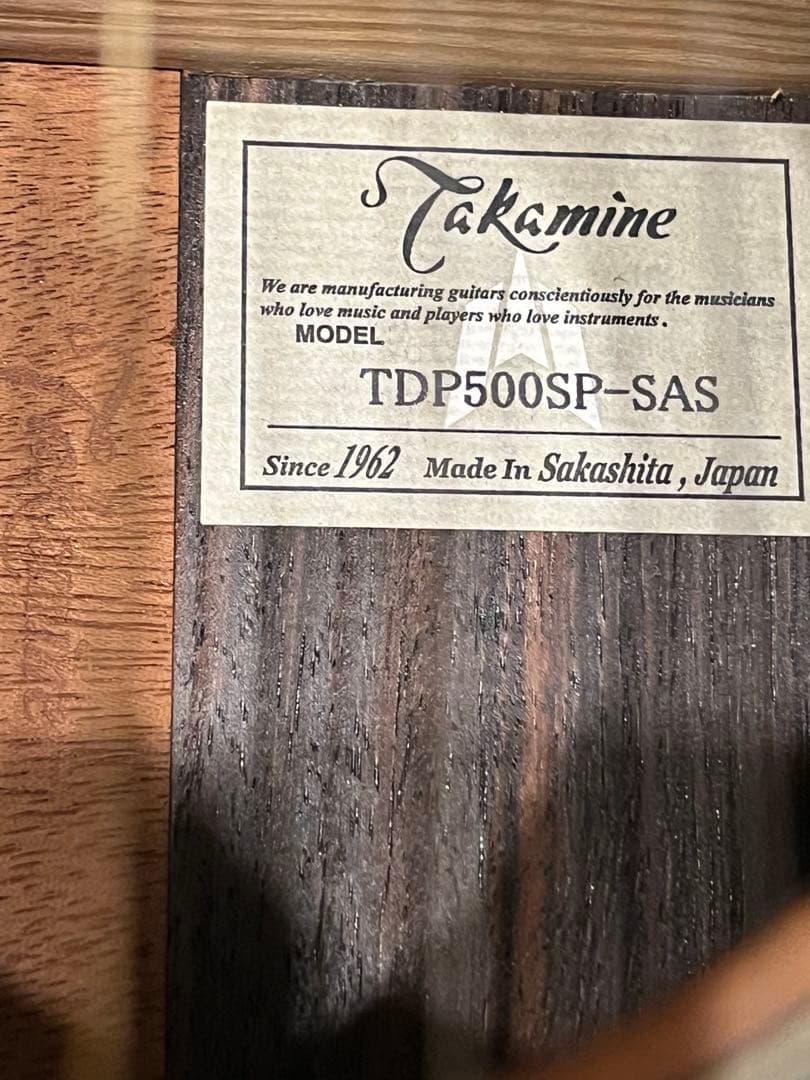 Takamine
We are manufacturing guitars conscientiously for the musicians
who love music and players who love instruments.
MODEL
TDP500SP-SAS
Since 1962 Made In Sakashita, Japan